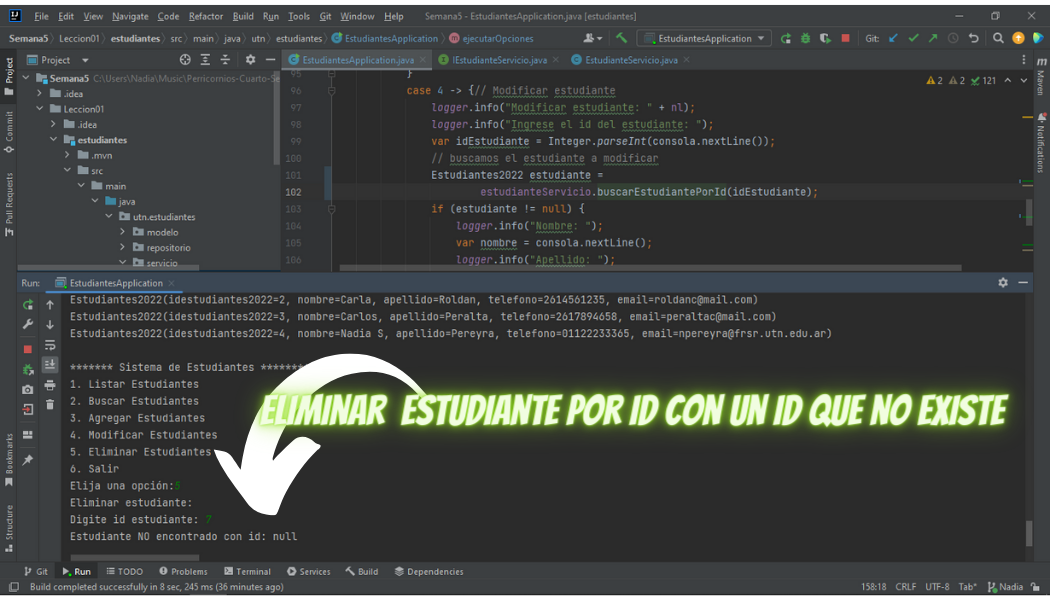 File Edit View Navigate Code Refactor Build Run Tools Git Window Help Semana5 - EstudiantesApplication.java [estudiantes]
Semana5 Leccion01 estudiantes src main java utn estudiantes EstudiantesApplication ejecutarOpciones EstudiantesApplication Git:
Project EstudiantesApplication.java IEstudianteServicio.java EstudianteServicio.java
Semana5 C:\Users\Nadia\Music\Perricornios-Cuarto-Se
.idea
Leccion01
.idea
estudiantes
.mvn
src
main
java
utn.estudiantes
modelo
repositorio
servicio
2 2 121
95 }
96 case 4 -> {// Modificar estudiante
97 logger.info("Modificar estudiante: " + nl);
98 logger.info("Ingrese el id del estudiante: ");
99 var idEstudiante = Integer.parseInt(consola.nextLine());
100 // buscamos el estudiante a modificar
101 Estudiantes2022 estudiante =
102 estudianteServicio.buscarEstudiantePorId(idEstudiante);
103 if (estudiante != null) {
104 logger.info("Nombre: ");
105 var nombre = consola.nextLine();
106 logger.info("Apellido: ");
Project
Commit
Pull Requests
Bookmarks
Structure
Maven
Notifications
Run: EstudiantesApplication
Estudiantes2022(idestudiantes2022=2, nombre=Carla, apellido=Roldan, telefono=2614561235, email=roldanc@mail.com)
Estudiantes2022(idestudiantes2022=3, nombre=Carlos, apellido=Peralta, telefono=2617894658, email=peraltac@mail.com)
Estudiantes2022(idestudiantes2022=4, nombre=Nadia S, apellido=Pereyra, telefono=01122233365, email=npereyra@frsr.utn.edu.ar)
******* Sistema de Estudiantes *******
1. Listar Estudiantes
2. Buscar Estudiantes
3. Agregar Estudiantes
4. Modificar Estudiantes
5. Eliminar Estudiantes
6. Salir
Elija una opción:5
Eliminar estudiante:
Digite id estudiante: 7
Estudiante NO encontrado con id: null
ELIMINAR ESTUDIANTE POR ID CON UN ID QUE NO EXISTE
Git Run TODO Problems Terminal Services Build Dependencies
Build completed successfully in 8 sec, 245 ms (36 minutes ago) 158:18 CRLF UTF-8 Tab* Nadia